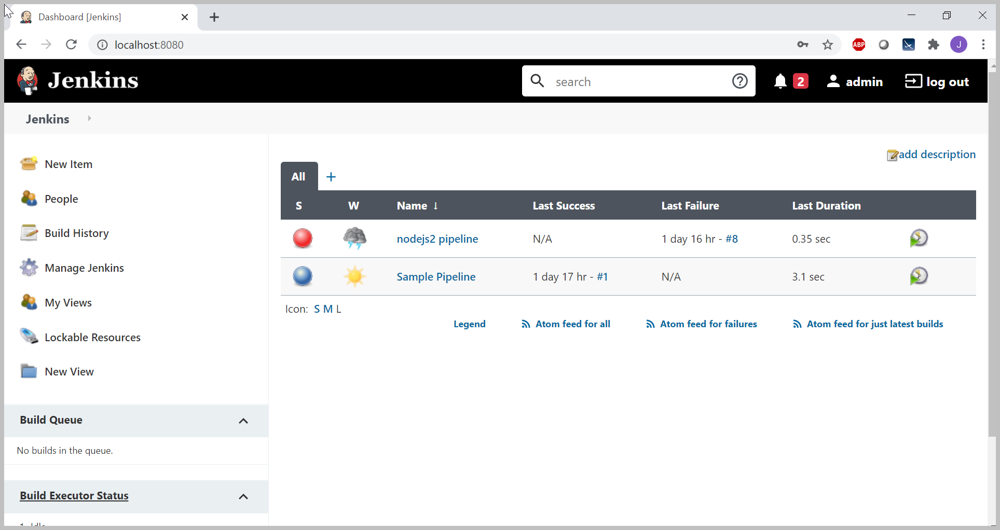 Dashboard [Jenkins]
localhost:8080
ABP
J
Jenkins
search
2
admin
log out
Jenkins
New Item
People
Build History
Manage Jenkins
My Views
Lockable Resources
New View
Build Queue
No builds in the queue.
Build Executor Status
1 Idle
add description
All +
S W Name ↓ Last Success Last Failure Last Duration
nodejs2 pipeline N/A 1 day 16 hr - #8 0.35 sec
Sample Pipeline 1 day 17 hr - #1 N/A 3.1 sec
Icon: S M L
Legend Atom feed for all Atom feed for failures Atom feed for just latest builds